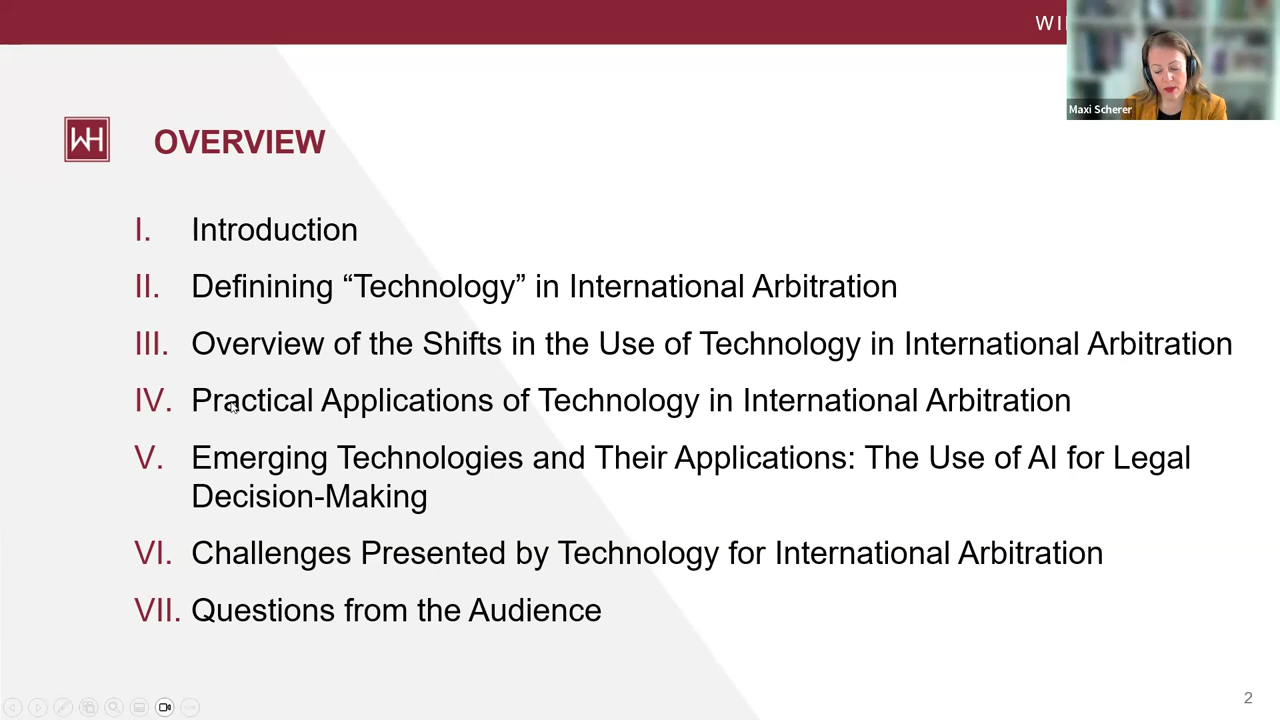 WI
Maxi Scherer
WH
OVERVIEW
I. Introduction
II. Definining “Technology” in International Arbitration
III. Overview of the Shifts in the Use of Technology in International Arbitration
IV. Practical Applications of Technology in International Arbitration
V. Emerging Technologies and Their Applications: The Use of AI for Legal
Decision-Making
VI. Challenges Presented by Technology for International Arbitration
VII. Questions from the Audience
2